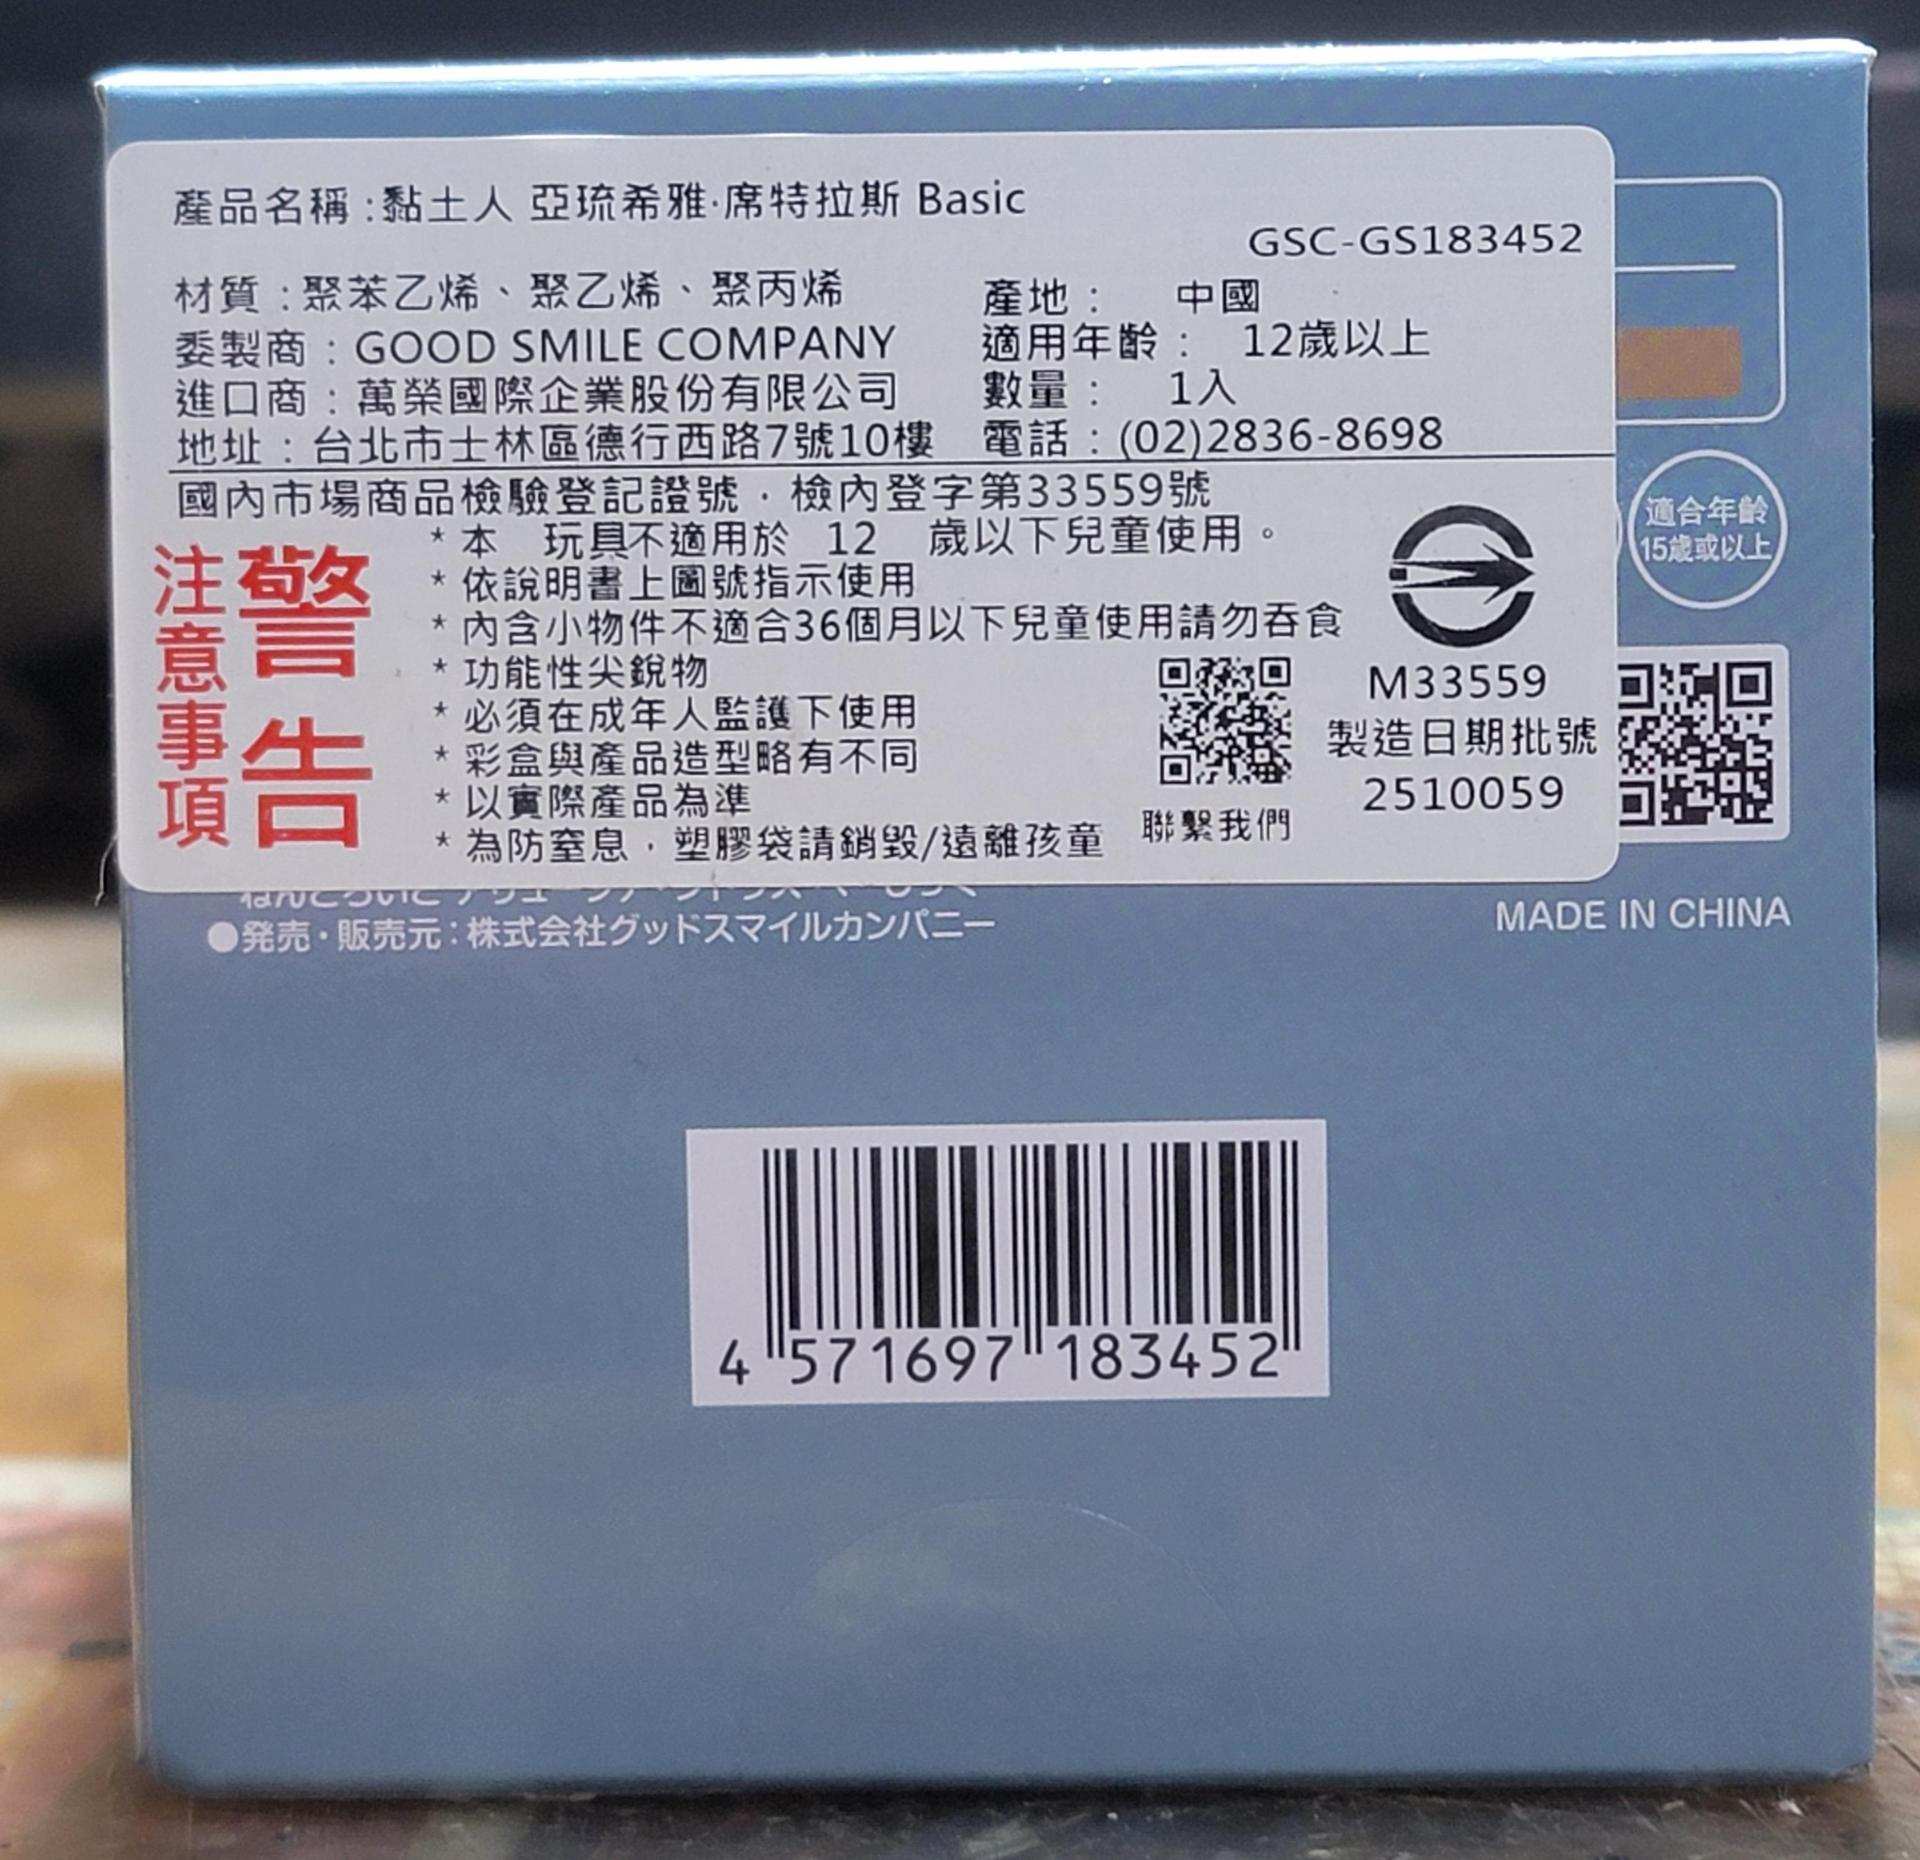 產品名稱:黏土人 亞琉希雅·席特拉斯 Basic
GSC-GS183452
材質:聚苯乙烯、聚乙烯、聚丙烯
產地: 中國
委製商:GOOD SMILE COMPANY
適用年齡: 12歲以上
進口商:萬榮國際企業股份有限公司
數量: 1入
地址:台北市士林區德行西路7號10樓
電話:(02)2836-8698
國內市場商品檢驗登記證號,檢內登字第33559號
警告
注意事項
*本 玩具不適用於 12 歲以下兒童使用。
*依說明書上圖號指示使用
*內含小物件不適合36個月以下兒童使用請勿吞食
*功能性尖銳物
*必須在成年人監護下使用
*彩盒與產品造型略有不同
*以實際產品為準
*為防窒息,塑膠袋請銷毀/遠離孩童
聯繫我們
M33559
製造日期批號
2510059
適合年齡
15歲或以上
●発売・販売元:株式会社グッドスマイルカンパニー
MADE IN CHINA
4 571697 183452